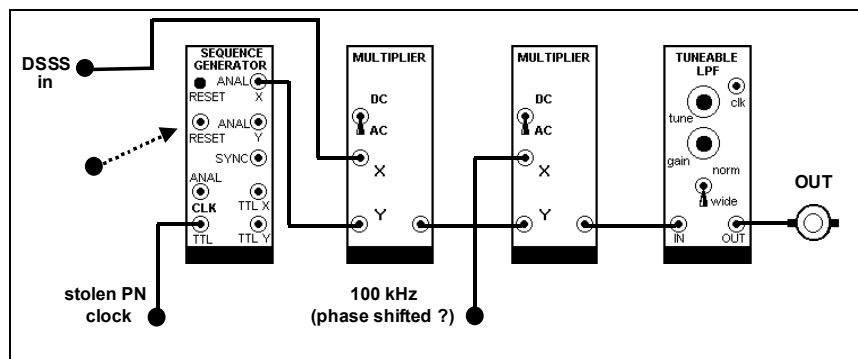 DSSS
in
stolen PN
clock
SEQUENCE
GENERATOR
ANAL
X
RESET
ANAL
Y
RESET
SYNC
ANAL
CLK
TTL X
TTL
TTL Y
MULTIPLIER
DC
AC
X
Y
100 kHz
(phase shifted ?)
MULTIPLIER
DC
AC
X
Y
TUNEABLE
LPF
clk
tune
gain
norm
wide
IN
OUT
OUT